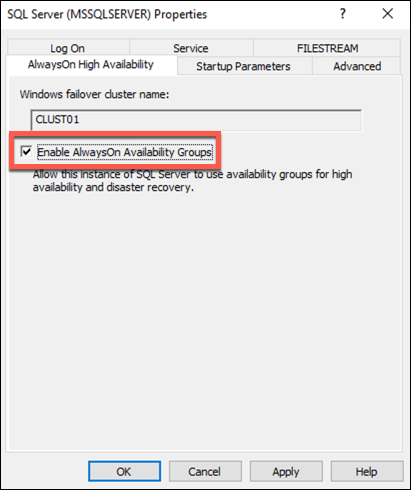 SQL Server (MSSQLSERVER) Properties ? ×
Log On Service FILESTREAM
AlwaysOn High Availability Startup Parameters Advanced
Windows failover cluster name:
CLUST01
Enable AlwaysOn Availability Groups
Allow this instance of SQL Server to use availability groups for high
availability and disaster recovery.
OK Cancel Apply Help